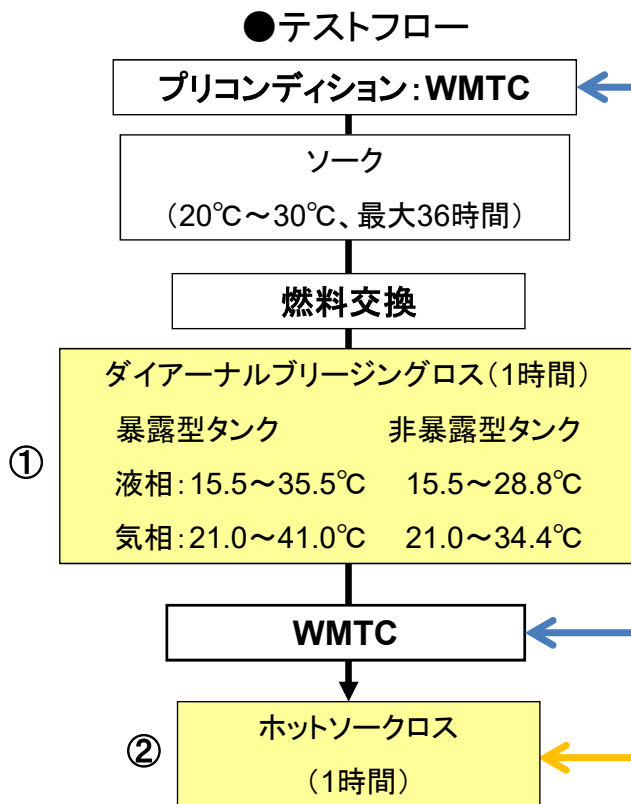 ●テストフロー
プリコンディション：WMTC
ソーク
（20℃～30℃、最大36時間）
燃料交換
ダイアーナルブリージングロス（1時間）
暴露型タンク　　　　非暴露型タンク
①
液相：15.5～35.5℃　15.5～28.8℃
気相：21.0～41.0℃　21.0～34.4℃
WMTC
②
ホットソークロス
（1時間）